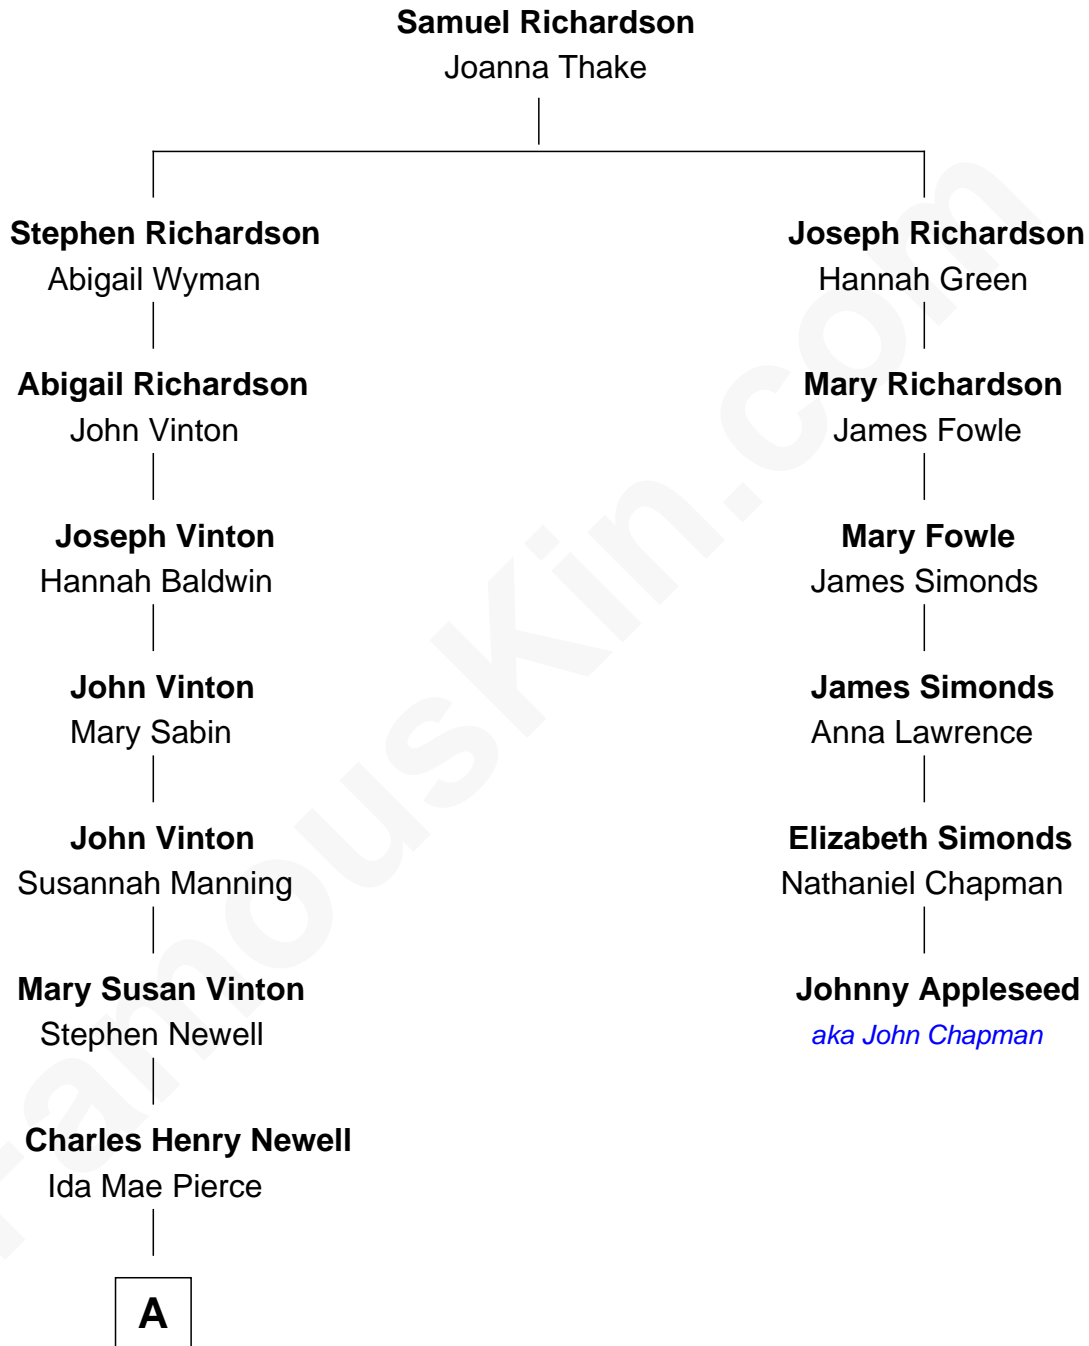 Samuel Richardson
Joanna Thake
Stephen Richardson
Abigail Wyman
Joseph Richardson
Hannah Green
Abigail Richardson
John Vinton
Mary Richardson
James Fowle
Joseph Vinton
Hannah Baldwin
Mary Fowle
James Simonds
John Vinton
Mary Sabin
James Simonds
Anna Lawrence
John Vinton
Susannah Manning
Elizabeth Simonds
Nathaniel Chapman
Mary Susan Vinton
Stephen Newell
Johnny Appleseed
aka John Chapman
Charles Henry Newell
Ida Mae Pierce
A
FamousKin.com